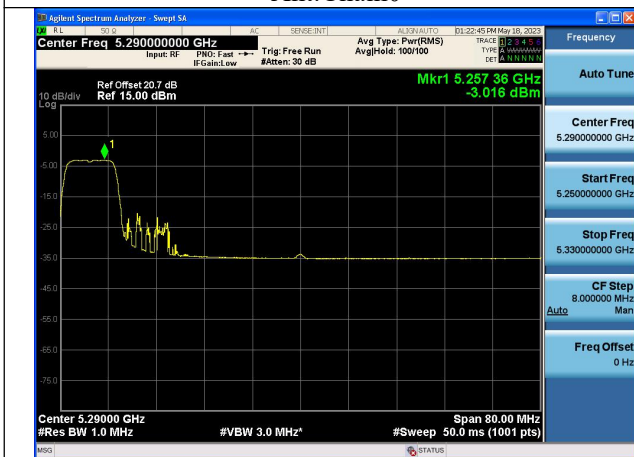 Agilent Spectrum Analyzer - Swept SA
RL 50 Ω AC SENSE:INT ALIGNAUTO 01:22:45 PM May 18, 2023
Center Freq 5.290000000 GHz
Input: RF PNO: Fast IFGain:Low
Trig: Free Run
#Atten: 30 dB
Avg Type: Pwr(RMS)
Avg|Hold: 100/100
TRACE 1 2 3 4 5 6
TYPE A WWWWW
DET A N N N N N
Ref Offset 20.7 dB
Ref 15.00 dBm
10 dB/div
Log
Mkr1 5.257 36 GHz
-3.016 dBm
1
5.00
-5.00
-15.0
-25.0
-35.0
-45.0
-55.0
-65.0
-75.0
Center 5.29000 GHz
Span 80.00 MHz
#Res BW 1.0 MHz
#VBW 3.0 MHz*
#Sweep 50.0 ms (1001 pts)
MSG
STATUS
Frequency
Auto Tune
Center Freq
5.290000000 GHz
Start Freq
5.250000000 GHz
Stop Freq
5.330000000 GHz
CF Step
8.000000 MHz
Auto Man
Freq Offset
0 Hz